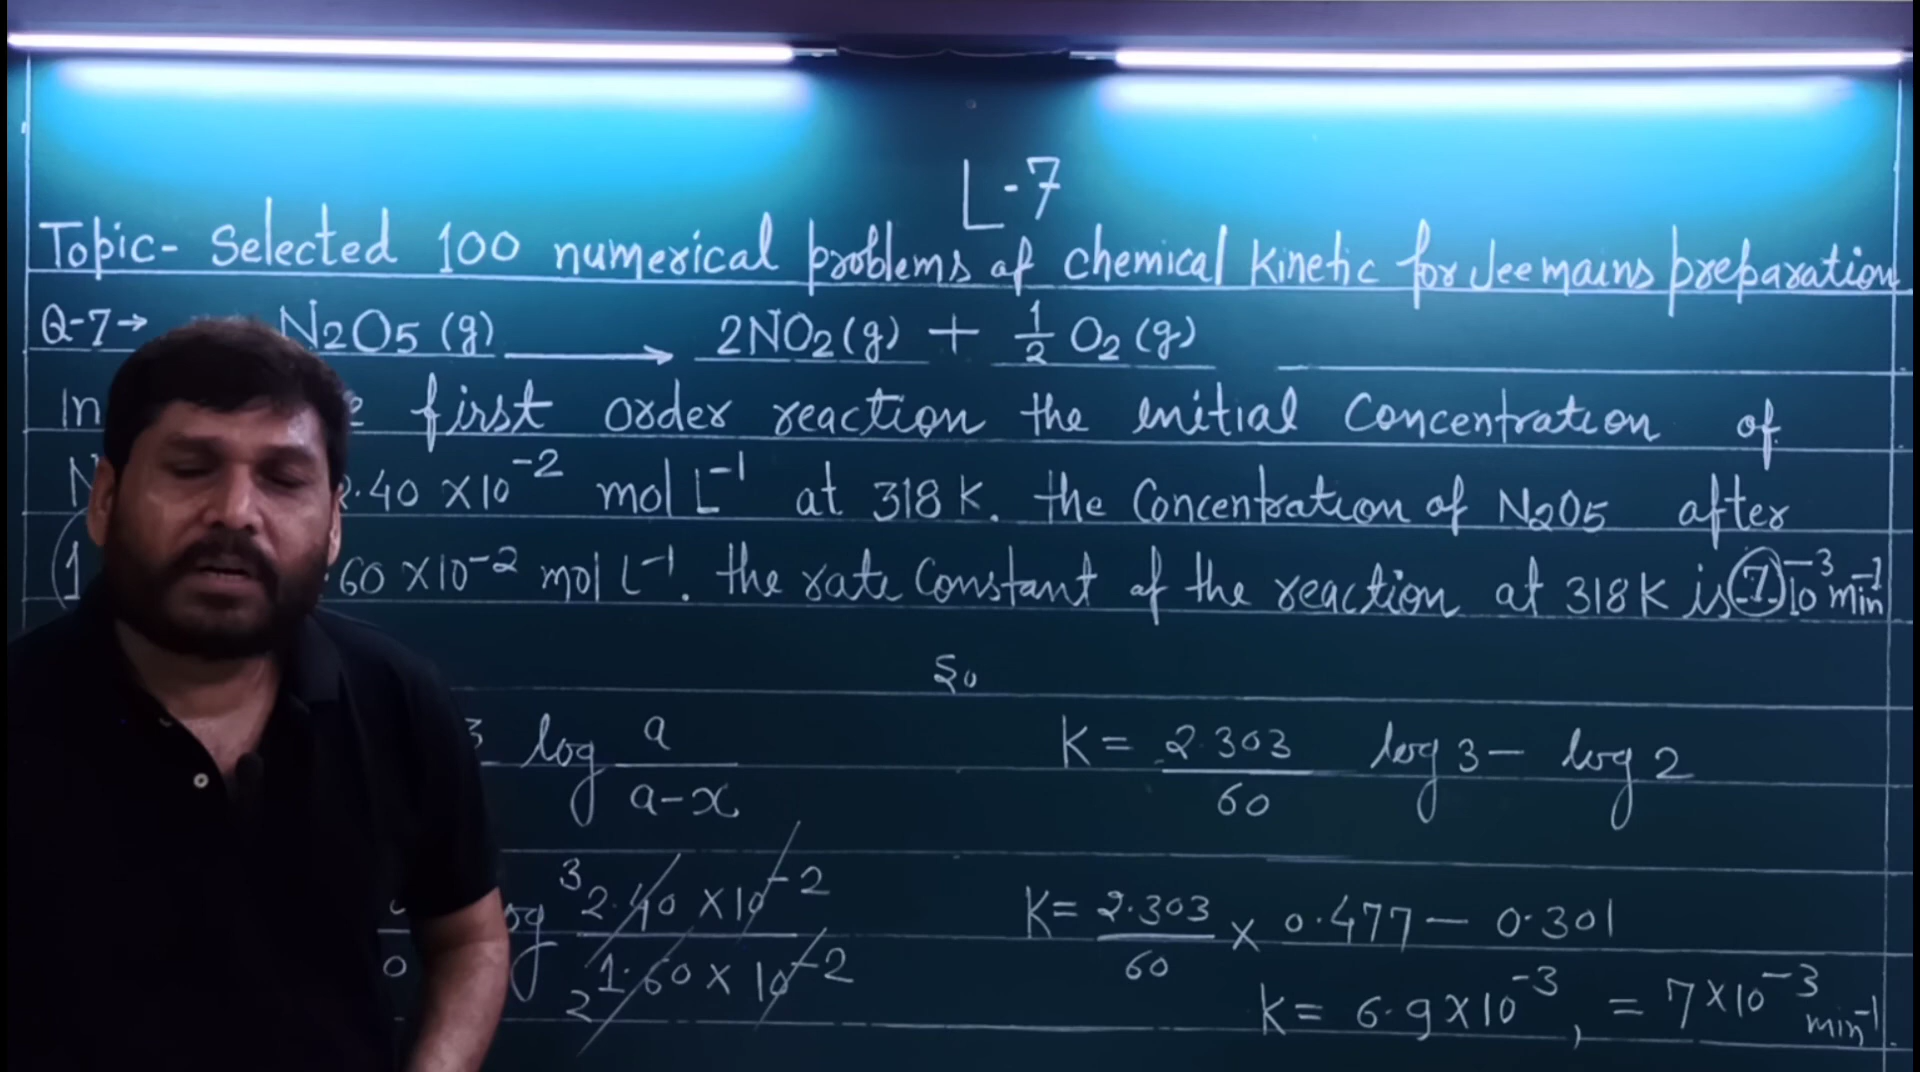 L-7
Topic- Selected 100 numerical problems of chemical Kinetic for Jee mains preparation
Q-7→ N2O5 (g) ⟶ 2NO2 (g) + 1/2 O2 (g)
In first order reaction the initial Concentration of
N 2.40 × 10⁻² mol L⁻¹ at 318 K. the Concentration of N2O5 after
1 .60 × 10⁻² mol L⁻¹. the rate Constant of the reaction at 318 K is 7 10⁻³ min⁻¹
So
log a/a-x
K = 2.303/60 log 3 - log 2
3 2.40 × 10⁻²/1.60 × 10⁻² 2
K = 2.303/60 × 0.477 - 0.301
K = 6.9 × 10⁻³, = 7 × 10⁻³ min⁻¹